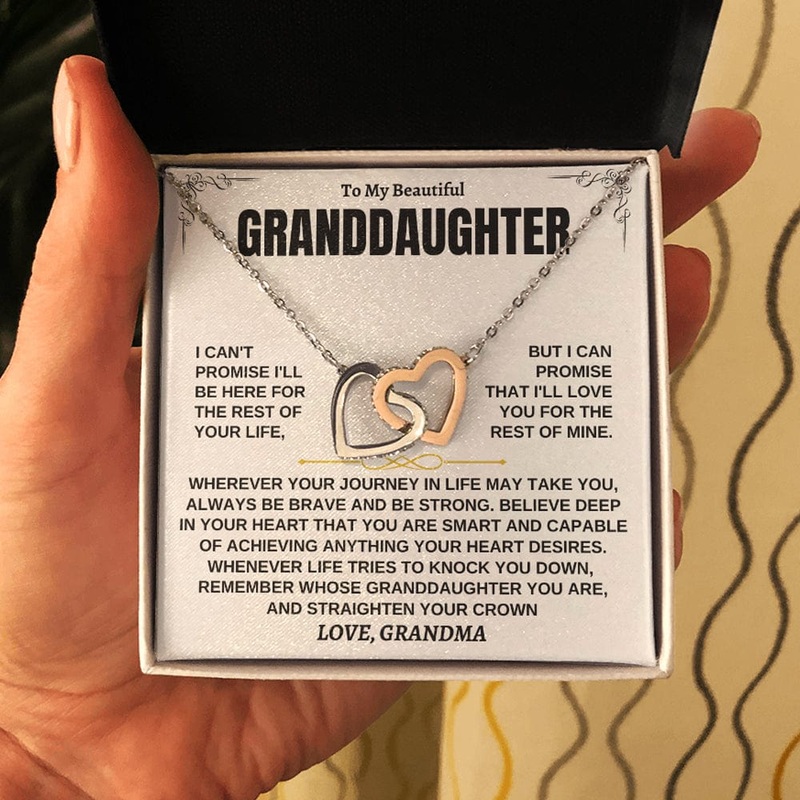 To My Beautiful
GRANDDAUGHTER
I CAN'T
PROMISE I'LL
BE HERE FOR
THE REST OF
YOUR LIFE,
BUT I CAN
PROMISE
THAT I'LL LOVE
YOU FOR THE
REST OF MINE.
WHEREVER YOUR JOURNEY IN LIFE MAY TAKE YOU,
ALWAYS BE BRAVE AND BE STRONG. BELIEVE DEEP
IN YOUR HEART THAT YOU ARE SMART AND CAPABLE
OF ACHIEVING ANYTHING YOUR HEART DESIRES.
WHENEVER LIFE TRIES TO KNOCK YOU DOWN,
REMEMBER WHOSE GRANDDAUGHTER YOU ARE,
AND STRAIGHTEN YOUR CROWN
LOVE, GRANDMA